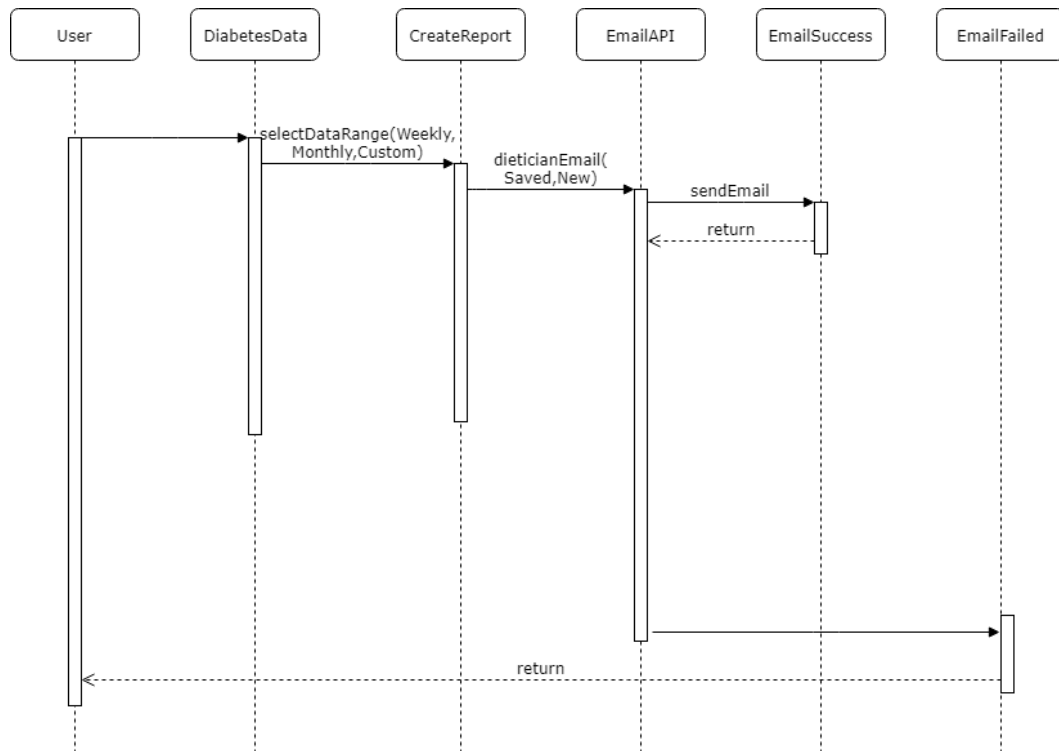 User
DiabetesData
CreateReport
EmailAPI
EmailSuccess
EmailFailed
selectDataRange(Weekly,
Monthly,Custom)
dieticianEmail(
Saved,New)
sendEmail
return
return